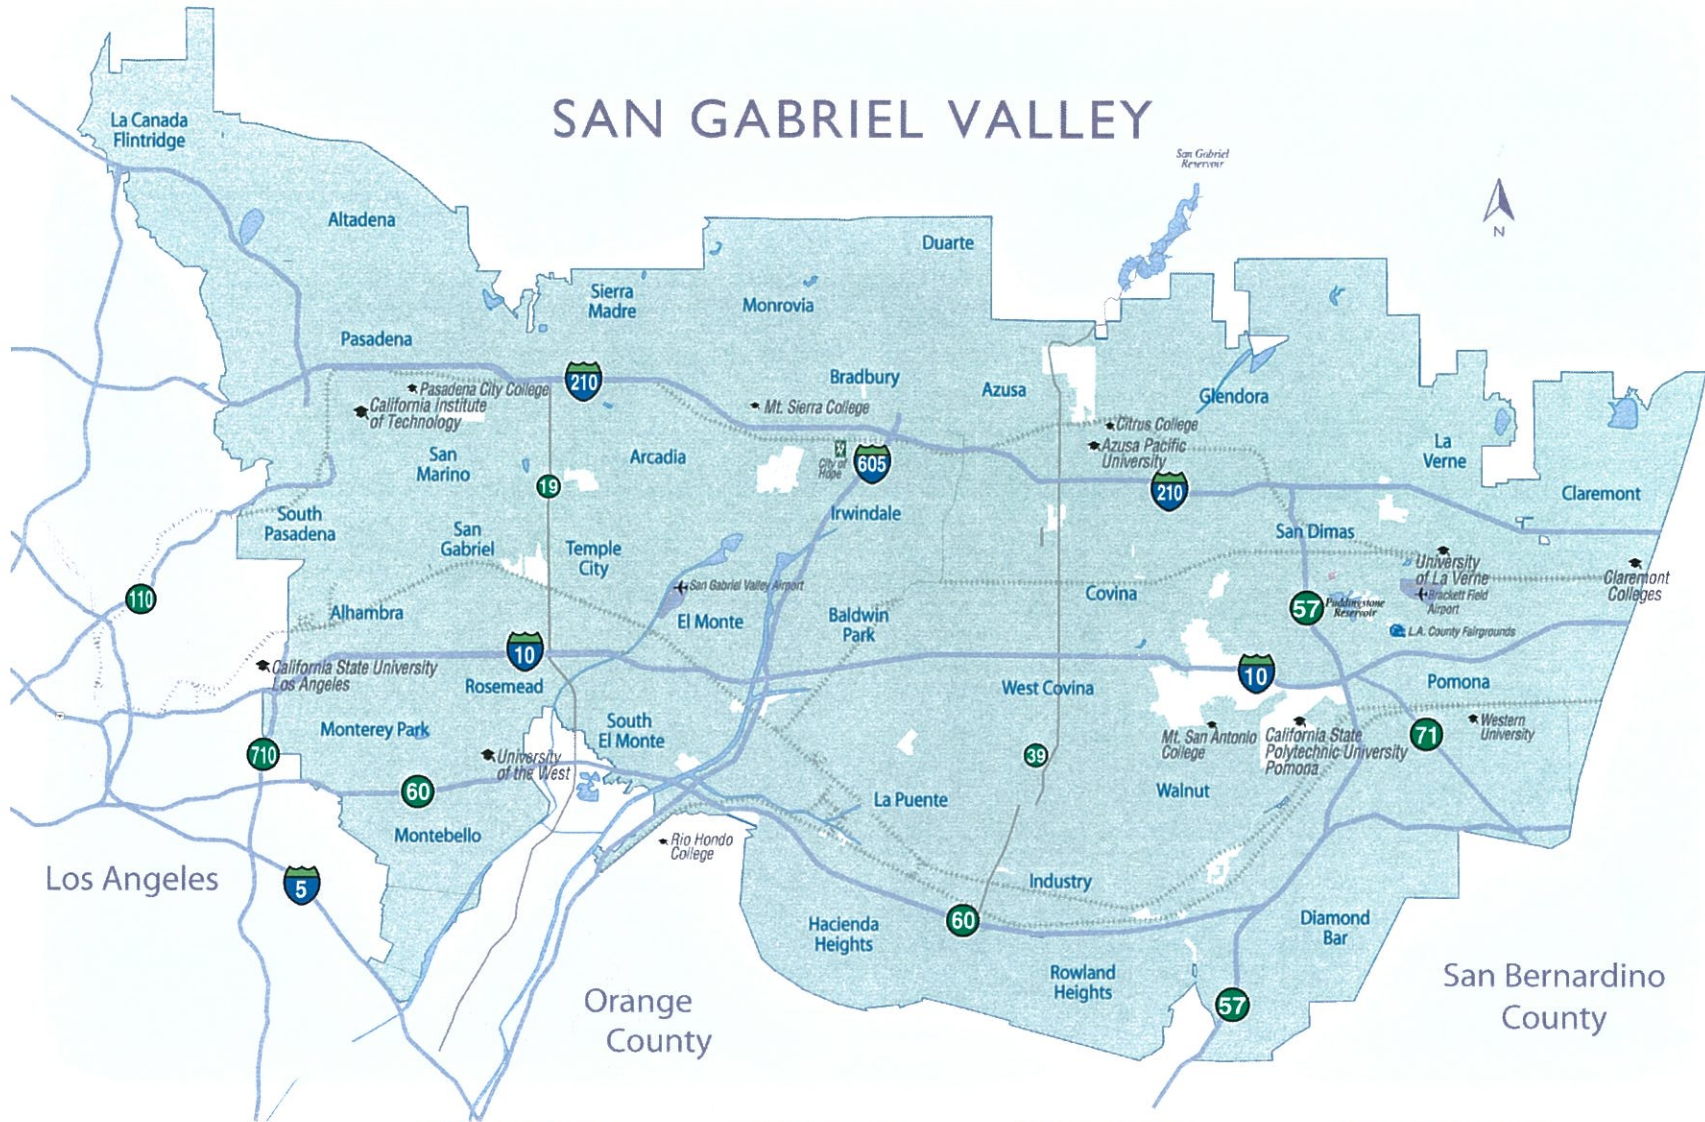 SAN GABRIEL VALLEY
San Gabriel
Reservoir
N
La Canada
Flintridge
Altadena
Duarte
Sierra
Madre
Monrovia
Pasadena
210
Pasadena City College
California Institute
of Technology
Bradbury
Mt. Sierra College
Azusa
Glendora
Citrus College
Azusa Pacific
University
San
Marino
Arcadia
City of
Hope
605
210
La
Verne
Claremont
19
South
Pasadena
San
Gabriel
Temple
City
Irwindale
San Dimas
University
of La Verne
Claremont
Colleges
110
Alhambra
San Gabriel Valley Airport
El Monte
Baldwin
Park
Covina
57
Puddingstone
Reservoir
Brackett Field
Airport
L.A. County Fairgrounds
10
California State University
Los Angeles
Rosemead
West Covina
10
Pomona
Monterey Park
South
El Monte
Mt. San Antonio
College
California State
Polytechnic University
Pomona
71
Western
University
710
University
of the West
39
60
La Puente
Walnut
Montebello
Rio Hondo
College
Los Angeles
5
Industry
Hacienda
Heights
60
Diamond
Bar
Rowland
Heights
57
Orange
County
San Bernardino
County